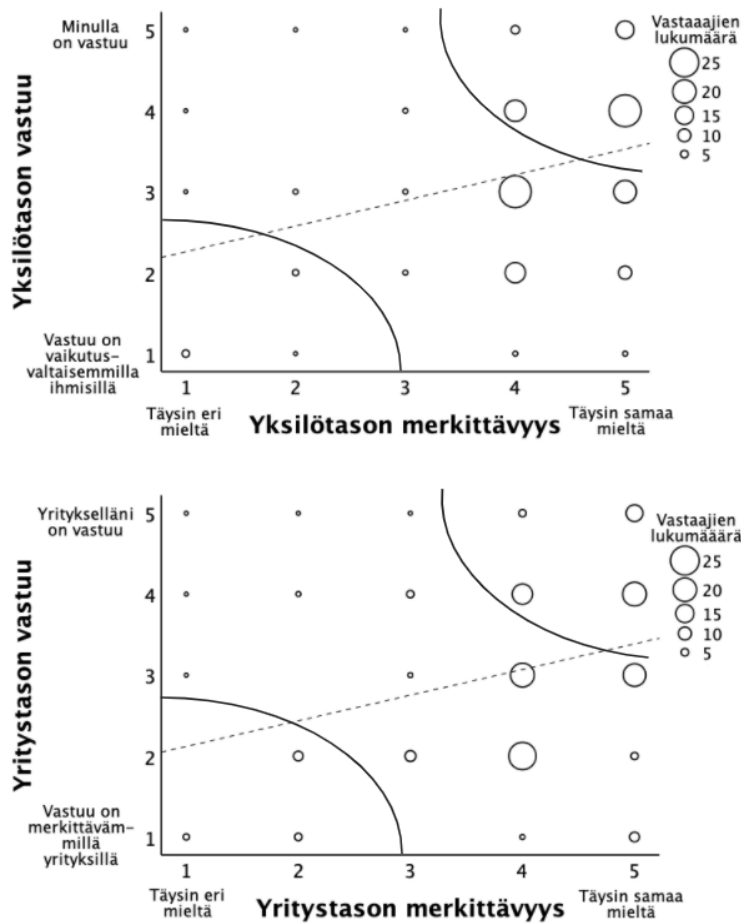 Minulla
on vastuu
5
4
3
2
1
Yksilötason vastuu
Vastuu on
vaikutus-
valtaisemmilla
ihmisillä
1
2
3
4
5
Täysin eri
mieltä
Yksilötason merkittävyys
Täysin samaa
mieltä
Vastaaajien
lukumäärä
25
20
15
10
5
Yritykselläni
on vastuu
5
4
3
2
1
Yritystason vastuu
Vastuu on
merkittäväm-
millä
yrityksillä
1
2
3
4
5
Täysin eri
mieltä
Yritystason merkittävyys
Täysin samaa
mieltä
Vastaajien
lukumääärä
25
20
15
10
5